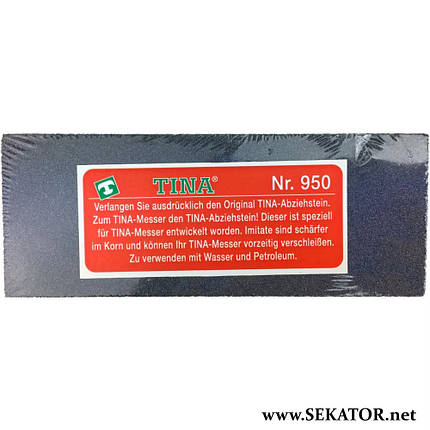 TINA® Nr. 950
Verlangen Sie ausdrücklich den Original TINA-Abziehstein.
Zum TINA-Messer den TINA-Abziehstein! Dieser ist speziell
für TINA-Messer entwickelt worden. Imitate sind schärfer
im Korn und können Ihr TINA-Messer vorzeitig verschleißen.
Zu verwenden mit Wasser und Petroleum.
www.SEKATOR.net